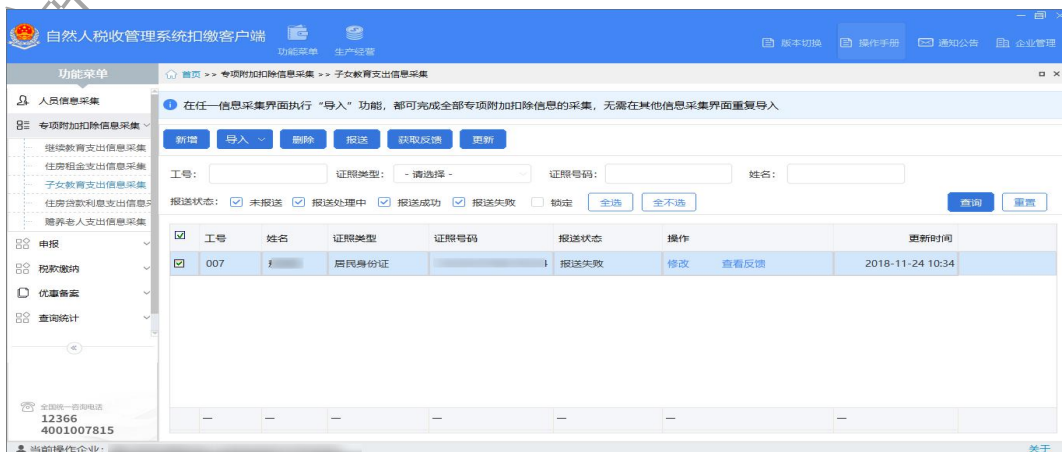 自然人税收管理系统扣缴客户端
功能菜单 生产经营 版本切换 操作手册 通知公告 企业管理
功能菜单 首页 >> 专项附加扣除信息采集 >> 子女教育支出信息采集
人员信息采集
在任一信息采集界面执行“导入”功能，都可完成全部专项附加扣除信息的采集，无需在其他信息采集界面重复导入
专项附加扣除信息采集
新增 导入 删除 报送 获取反馈 更新
继续教育支出信息采集
住房租金支出信息采集
工号: 证照类型: - 请选择 - 证照号码: 姓名:
子女教育支出信息采集
住房贷款利息支出信息采
报送状态: 未报送 报送处理中 报送成功 报送失败 锁定 全选 全不选 查询 重置
赡养老人支出信息采集
工号 姓名 证照类型 证照号码 报送状态 操作 更新时间
申报
007 居民身份证 报送失败 修改 查看反馈 2018-11-24 10:34
税款缴纳
优惠备案
查询统计
全国统一咨询电话
12366
4001007815
— — — — — — —
当前操作企业: 关于